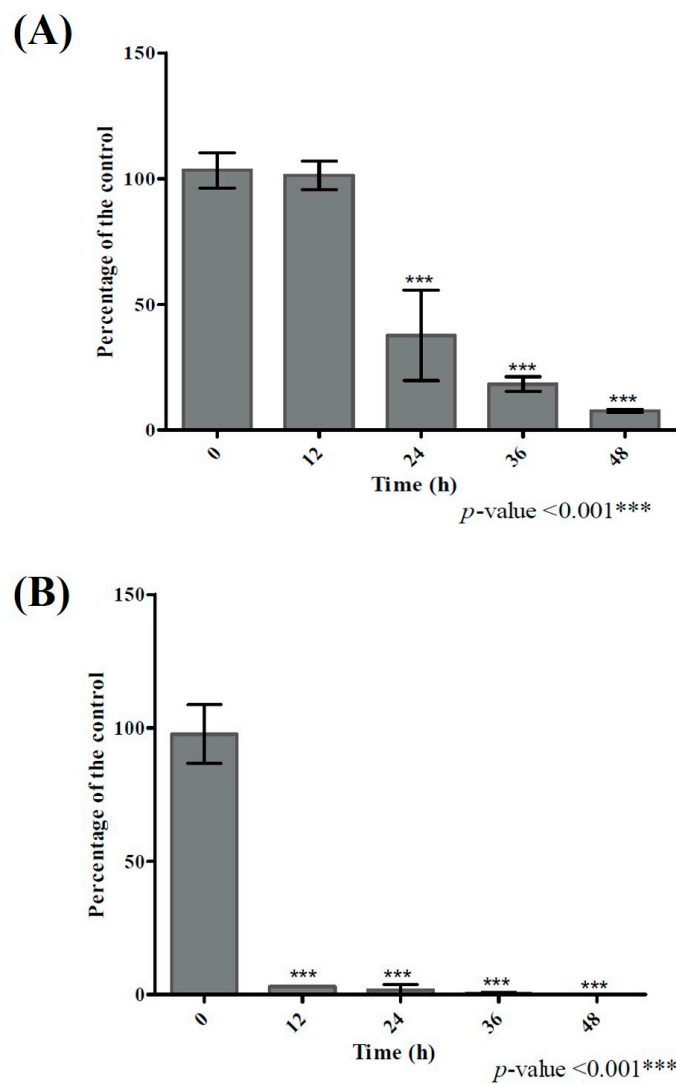 (A)
Percentage of the control
150
100
50
0
***
***
***
0 12 24 36 48
Time (h)
p-value <0.001***
(B)
Percentage of the control
150
100
50
0
*** *** *** ***
0 12 24 36 48
Time (h)
p-value <0.001***